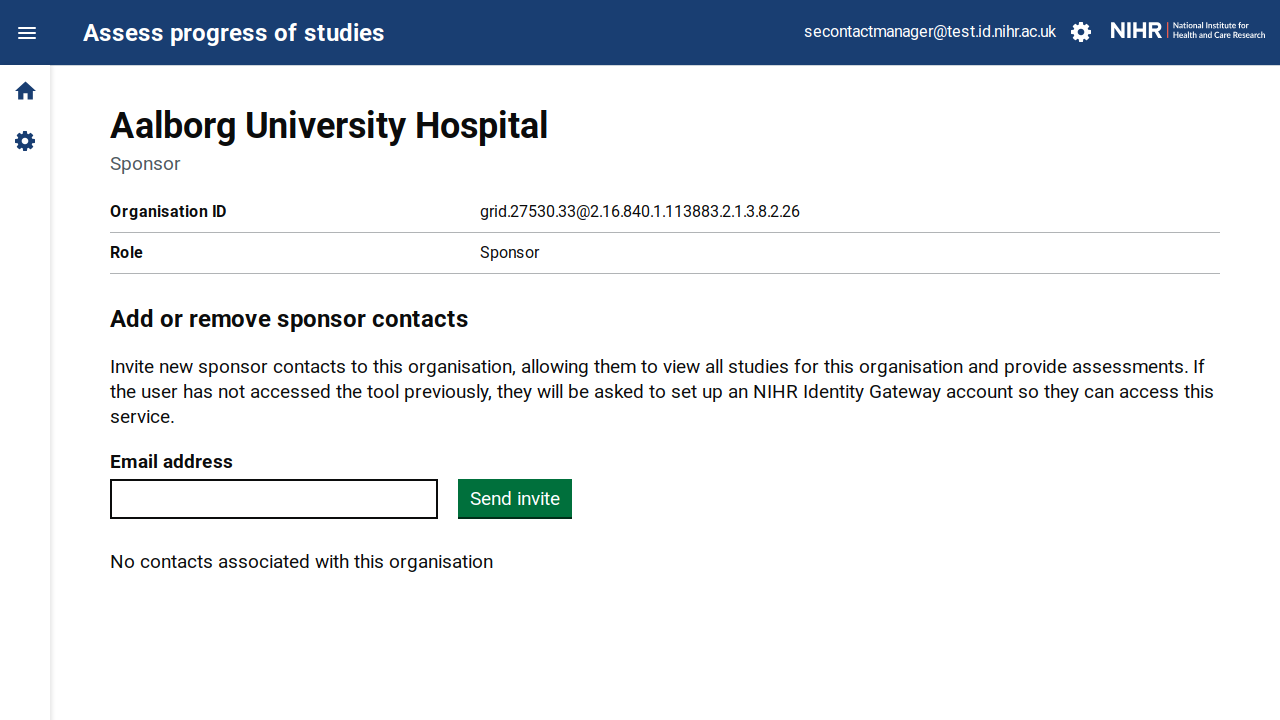 Assess progress of studies
secontactmanager@test.id.nihr.ac.uk
NIHR
National Institute for
Health and Care Research
Aalborg University Hospital
Sponsor
Organisation ID
grid.27530.33@2.16.840.1.113883.2.1.3.8.2.26
Role
Sponsor
Add or remove sponsor contacts
Invite new sponsor contacts to this organisation, allowing them to view all studies for this organisation and provide assessments. If
the user has not accessed the tool previously, they will be asked to set up an NIHR Identity Gateway account so they can access this
service.
Email address
Send invite
No contacts associated with this organisation